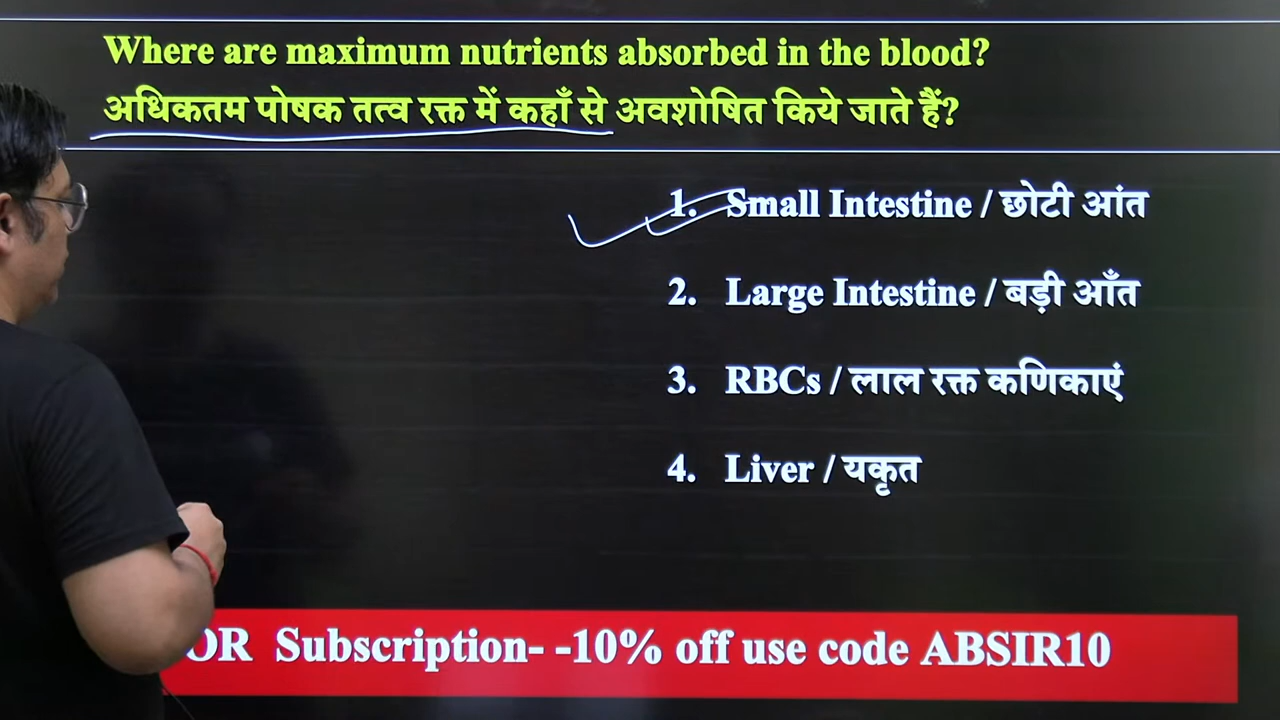 Where are maximum nutrients absorbed in the blood?
अधिकतम पोषक तत्व रक्त में कहाँ से अवशोषित किये जाते हैं?
1. Small Intestine / छोटी आंत
2. Large Intestine / बड़ी आँत
3. RBCs / लाल रक्त कणिकाएं
4. Liver / यकृत
OR Subscription- -10% off use code ABSIR10